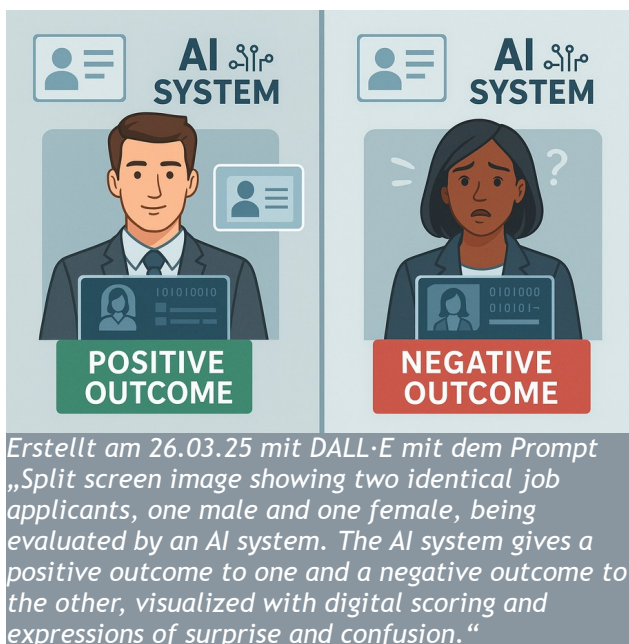 AI
SYSTEM
101010010
POSITIVE
OUTCOME
AI
SYSTEM
?
0101000
010101-
NEGATIVE
OUTCOME
Erstellt am 26.03.25 mit DALL·E mit dem Prompt
„Split screen image showing two identical job
applicants, one male and one female, being
evaluated by an AI system. The AI system gives a
positive outcome to one and a negative outcome to
the other, visualized with digital scoring and
expressions of surprise and confusion.“